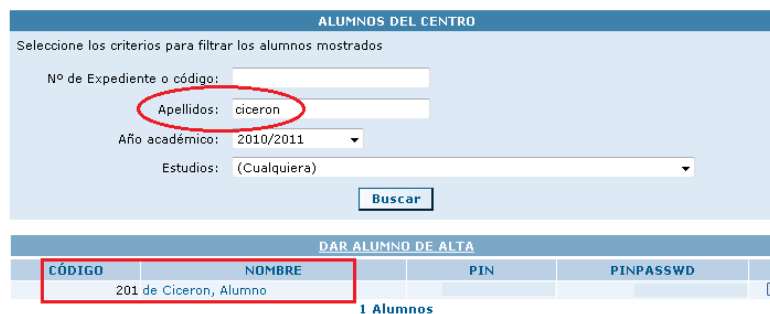 ALUMNOS DEL CENTRO
Seleccione los criterios para filtrar los alumnos mostrados
Nº de Expediente o código:
Apellidos: ciceron
Año académico: 2010/2011
Estudios: (Cualquiera)
Buscar
DAR ALUMNO DE ALTA
CÓDIGO NOMBRE PIN PINPASSWD
201 de Ciceron, Alumno
1 Alumnos